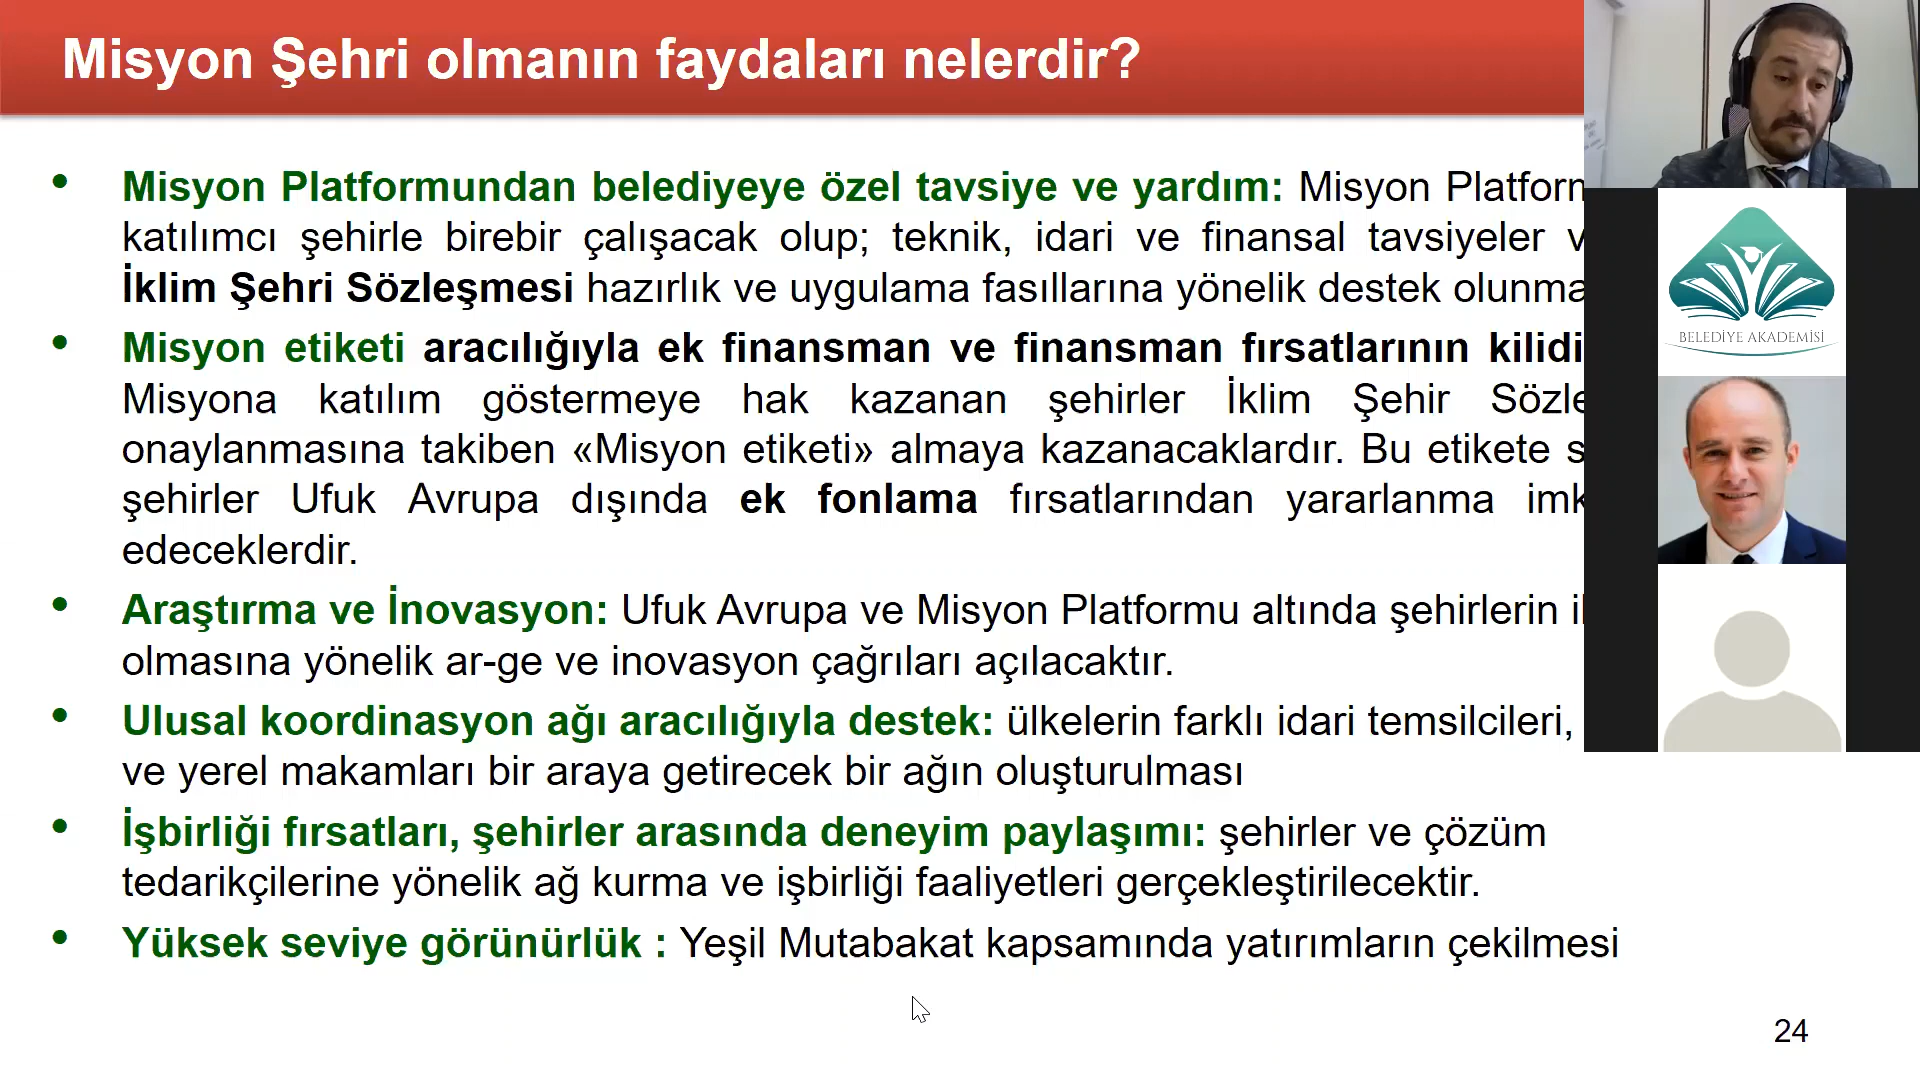 Misyon Şehri olmanın faydaları nelerdir?
• Misyon Platformundan belediyeye özel tavsiye ve yardım: Misyon
katılımcı şehirle birebir çalışacak olup; teknik, idari ve finansal tavsiyeler
İklim Şehri Sözleşmesi hazırlık ve uygulama fasıllarına yönelik destek
• Misyon etiketi aracılığıyla ek finansman ve finansman fırsatlarının
Misyona katılım göstermeye hak kazanan şehirler İklim Şehir
onaylanmasına takiben «Misyon etiketi» almaya kazanacaklardır. Bu etikete
şehirler Ufuk Avrupa dışında ek fonlama fırsatlarından yararlanma
edeceklerdir.
• Araştırma ve İnovasyon: Ufuk Avrupa ve Misyon Platformu altında şehirlerin
olmasına yönelik ar-ge ve inovasyon çağrıları açılacaktır.
• Ulusal koordinasyon ağı aracılığıyla destek: ülkelerin farklı idari temsilcileri,
ve yerel makamları bir araya getirecek bir ağın oluşturulması
• İşbirliği fırsatları, şehirler arasında deneyim paylaşımı: şehirler ve çözüm
tedarikçilerine yönelik ağ kurma ve işbirliği faaliyetleri gerçekleştirilecektir.
• Yüksek seviye görünürlük : Yeşil Mutabakat kapsamında yatırımların çekilmesi
24
BELEDİYE AKADEMİSİ